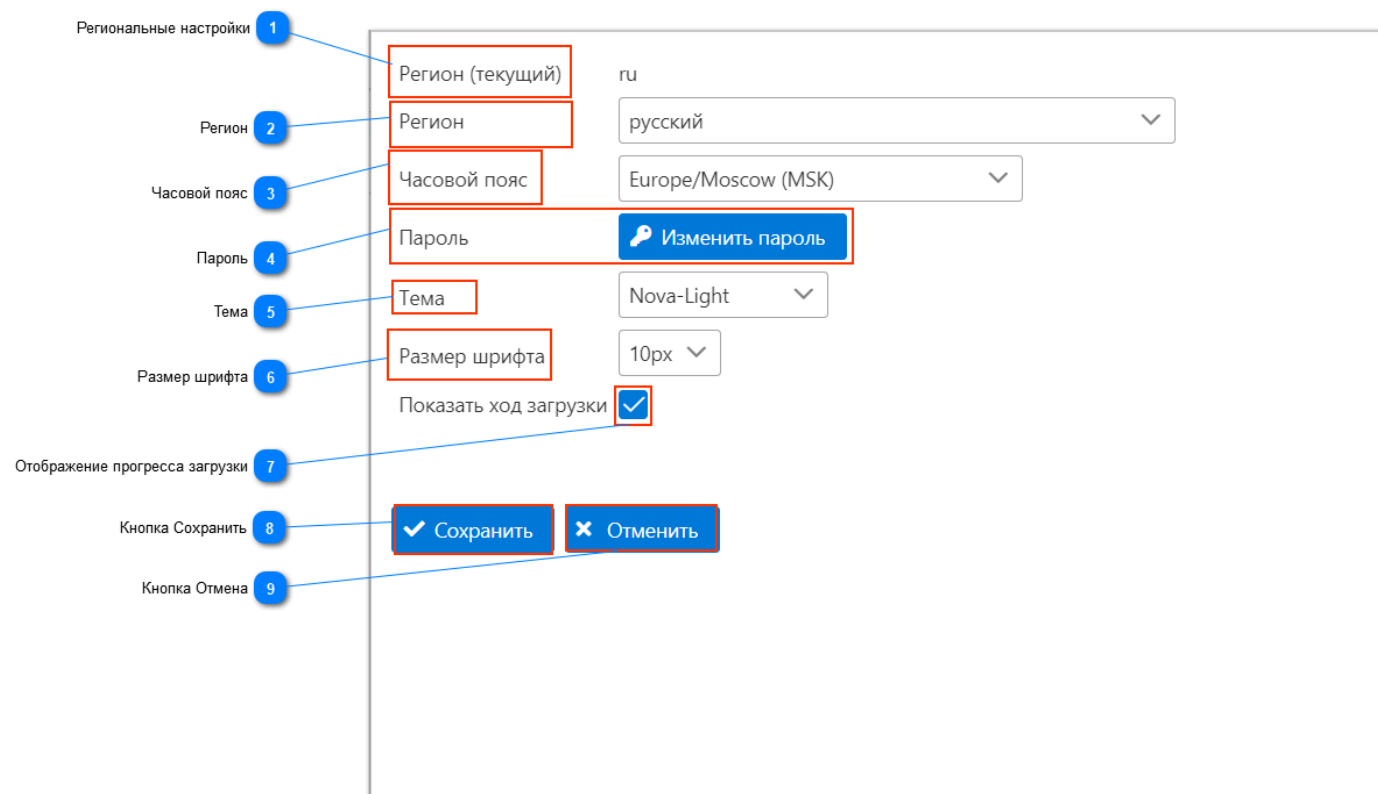 Региональные настройки 1
Регион (текущий) ru
Регион 2
Регион русский
Часовой пояс 3
Часовой пояс Europe/Moscow (MSK)
Пароль 4
Пароль Изменить пароль
Тема 5
Тема Nova-Light
Размер шрифта 6
Размер шрифта 10px
Показать ход загрузки
Отображение прогресса загрузки 7
Кнопка Сохранить 8
Сохранить Отменить
Кнопка Отмена 9